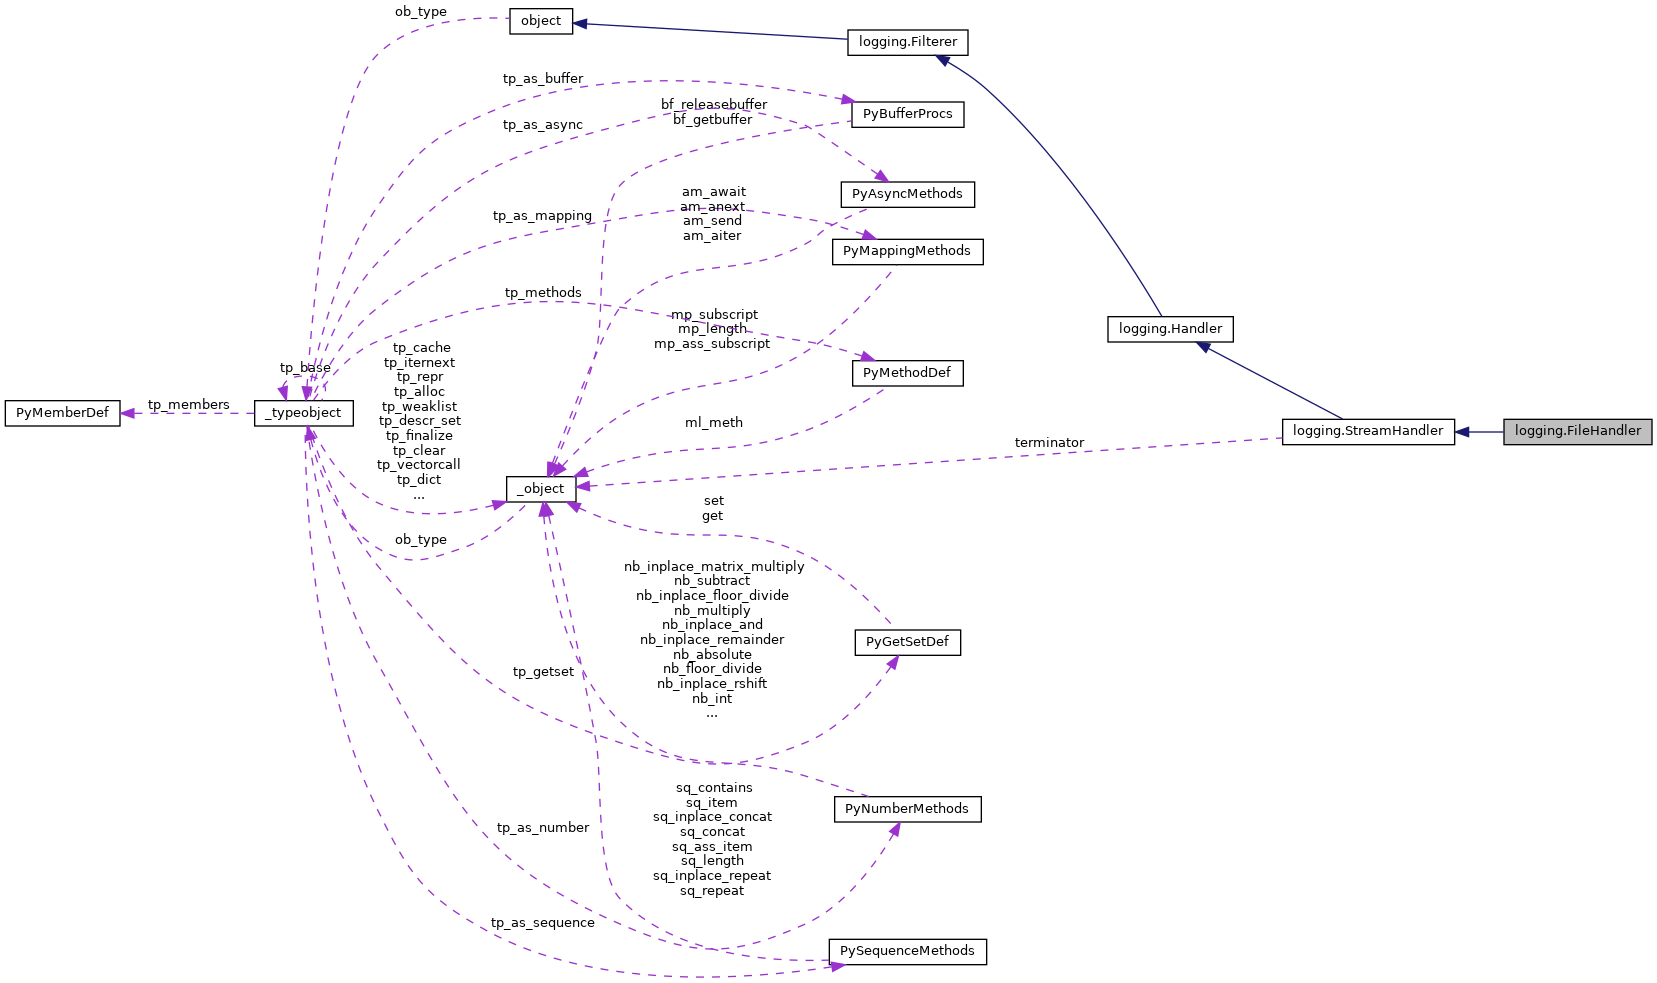 ob_type
object
logging.Filterer
tp_as_buffer
bf_releasebuffer
bf_getbuffer
PyBufferProcs
tp_as_async
am_await
am_anext
am_send
am_aiter
PyAsyncMethods
tp_as_mapping
PyMappingMethods
tp_methods
mp_subscript
mp_length
mp_ass_subscript
logging.Handler
tp_cache
tp_iternext
tp_repr
tp_alloc
tp_weaklist
tp_descr_set
tp_finalize
tp_clear
tp_vectorcall
tp_dict
...
tp_base
PyMethodDef
PyMemberDef
tp_members
_typeobject
ml_meth
terminator
logging.StreamHandler
logging.FileHandler
_object
set
get
ob_type
nb_inplace_matrix_multiply
nb_subtract
nb_inplace_floor_divide
nb_multiply
nb_inplace_and
nb_inplace_remainder
nb_absolute
nb_floor_divide
nb_inplace_rshift
nb_int
...
PyGetSetDef
tp_getset
sq_contains
sq_item
sq_inplace_concat
sq_concat
sq_ass_item
sq_length
sq_inplace_repeat
sq_repeat
PyNumberMethods
tp_as_number
tp_as_sequence
PySequenceMethods